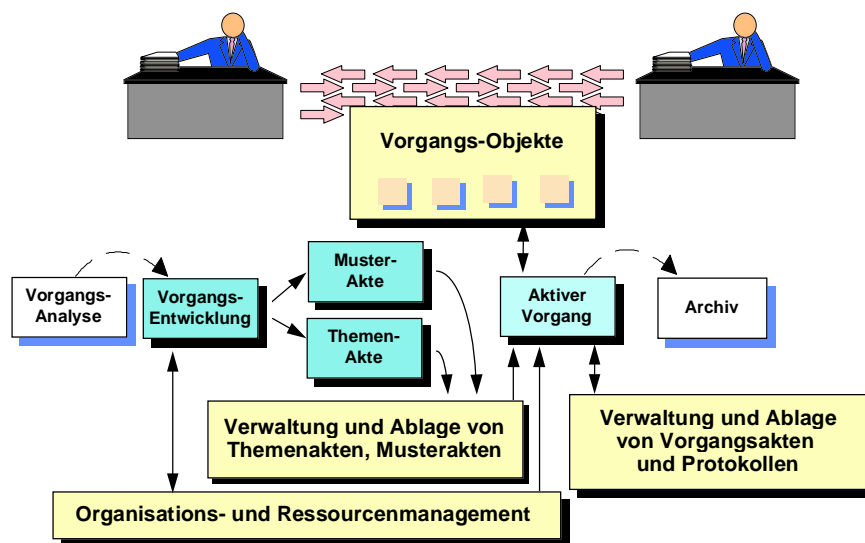 Vorgangs-Objekte
Muster-
Akte
Vorgangs-
Analyse
Vorgangs-
Entwicklung
Themen-
Akte
Aktiver
Vorgang
Archiv
Verwaltung und Ablage von
Themenakten, Musterakten
Verwaltung und Ablage
von Vorgangsakten
und Protokollen
Organisations- und Ressourcenmanagement